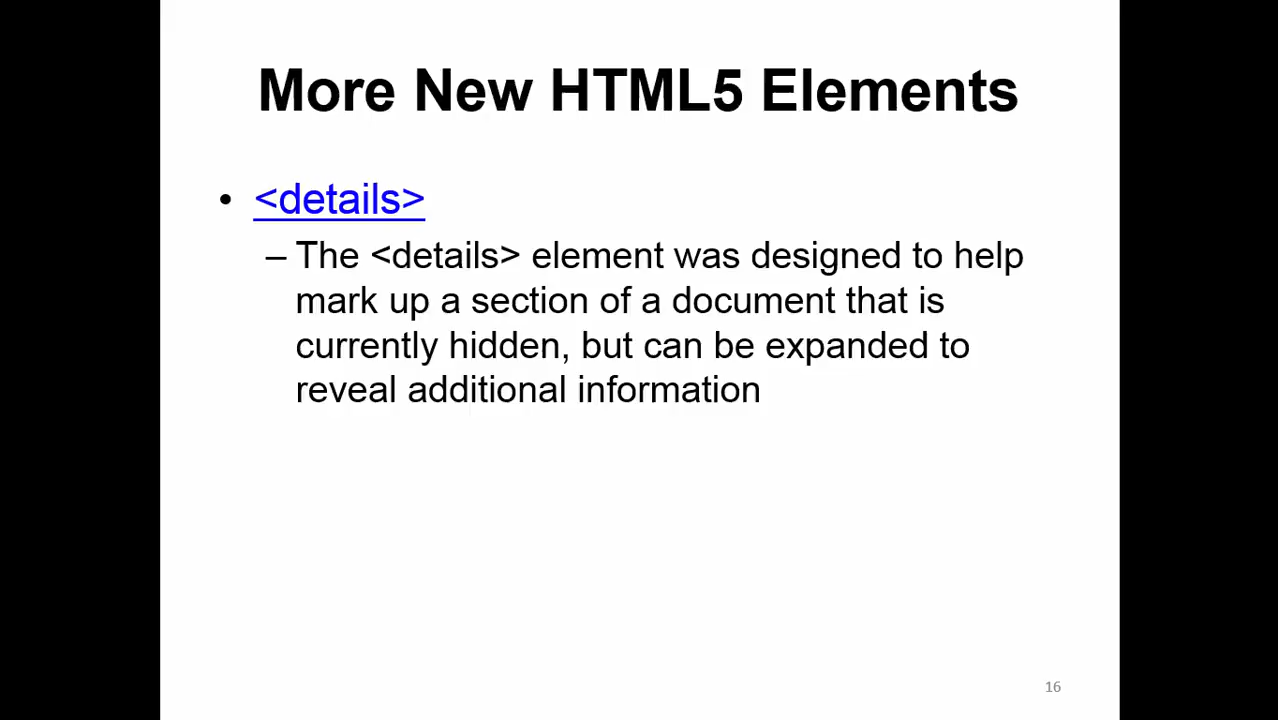 More New HTML5 Elements
• <details>
– The <details> element was designed to help
mark up a section of a document that is
currently hidden, but can be expanded to
reveal additional information
16